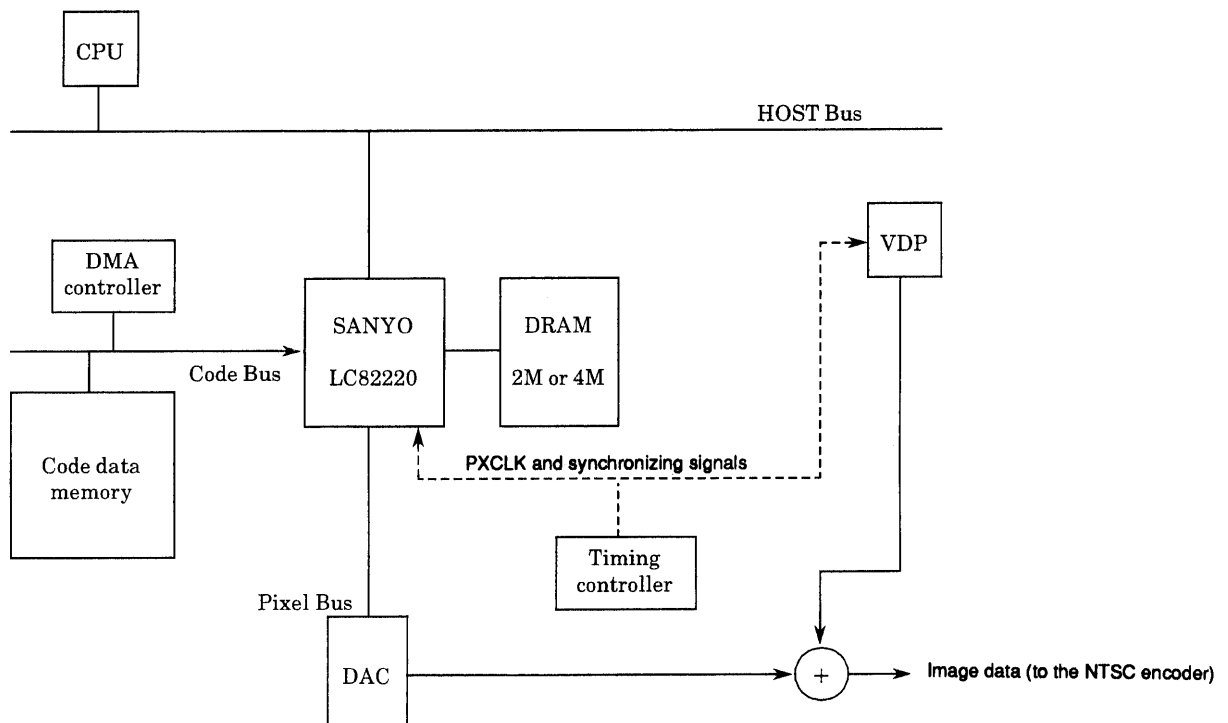 CPU
HOST Bus
VDP
DMA
controller
SANYO
LC82220
DRAM
2M or 4M
Code Bus
Code data
memory
PXCLK and synchronizing signals
Timing
controller
Pixel Bus
DAC
+
Image data (to the NTSC encoder)